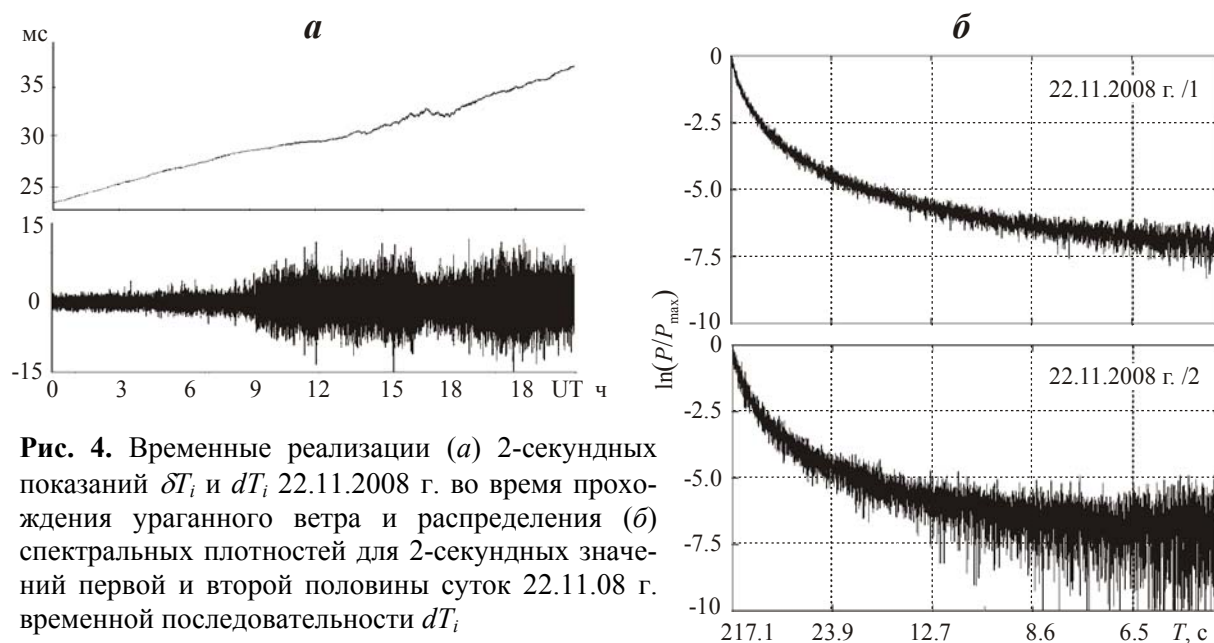 а
мс
35
30
25
15
0
-15
0 3 6 9 12 15 18 18 UT ч
Рис. 4. Временные реализации (а) 2-секундных
показаний δTi и dTi 22.11.2008 г. во время прохо-
ждения ураганного ветра и распределения (б)
спектральных плотностей для 2-секундных значе-
ний первой и второй половины суток 22.11.08 г.
временной последовательности dTi
б
0
22.11.2008 г. /1
-2.5
-5.0
-7.5
-10
ln(P/Pmax)
0
22.11.2008 г. /2
-2.5
-5.0
-7.5
-10
217.1 23.9 12.7 8.6 6.5 T, с